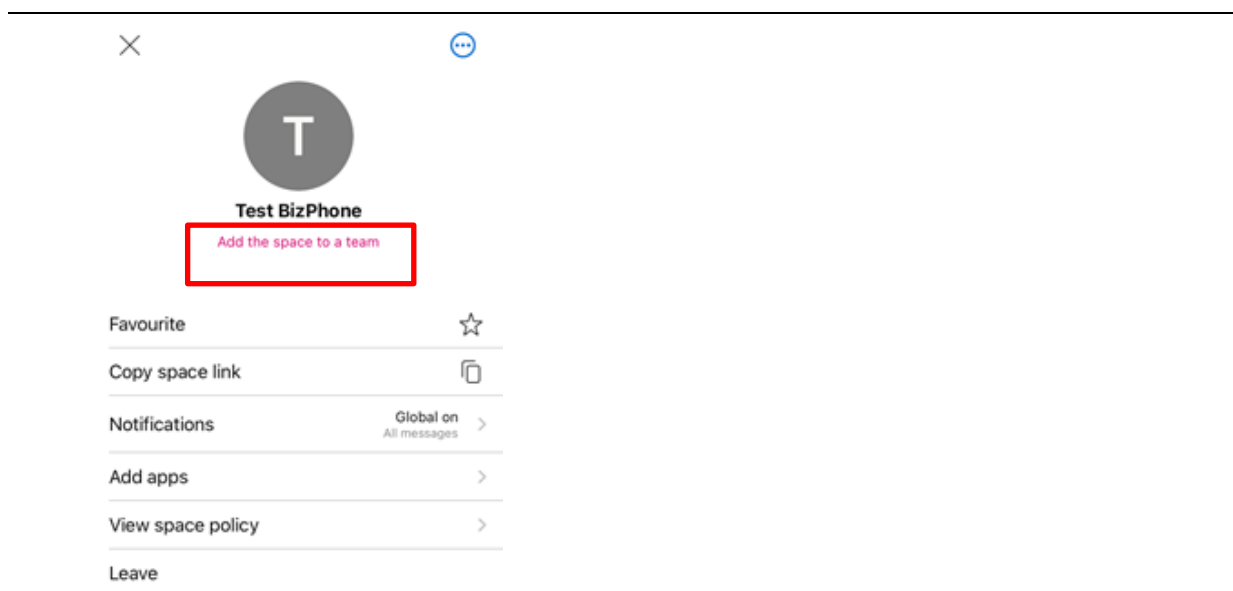 T
Test BizPhone
Add the space to a team
Favourite
Copy space link
Notifications
Global on
All messages
Add apps
View space policy
Leave